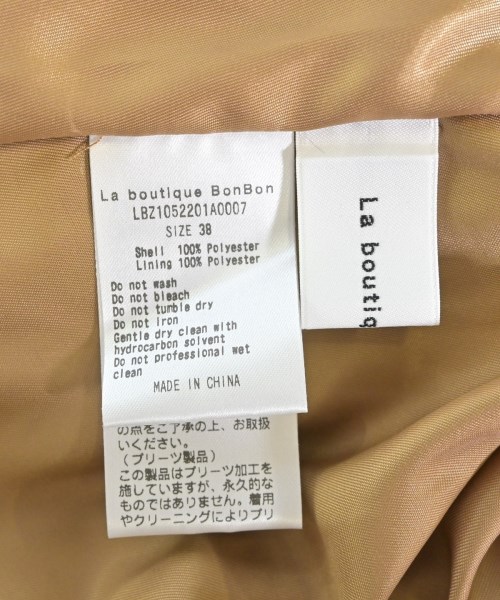 La boutique BonBon
LBZ1052201A0007
SIZE 38
Shell 100% Polyester
Lining 100% Polyester
Do not wash
Do not bleach
Do not tumble dry
Do not iron
Gentle dry clean with
hydrocarbon solvent
Do not professional wet
clean
MADE IN CHINA
の点をご了承の上、お取扱
いください。
(プリーツ製品)
この製品はプリーツ加工を
施していますが、永久的な
ものではありません。着用
やクリーニングによりプリ
La boutiq